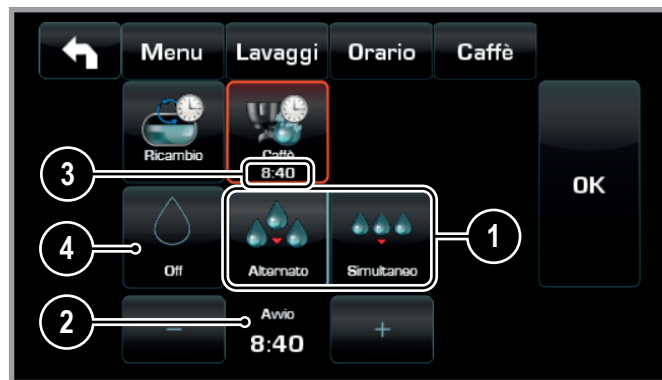 Menu Lavaggi Orario Caffè
Ricambio Caffè
8:40
3
OK
1
4
Off Alternato Simultaneo
2
Avvio
- 8:40 +